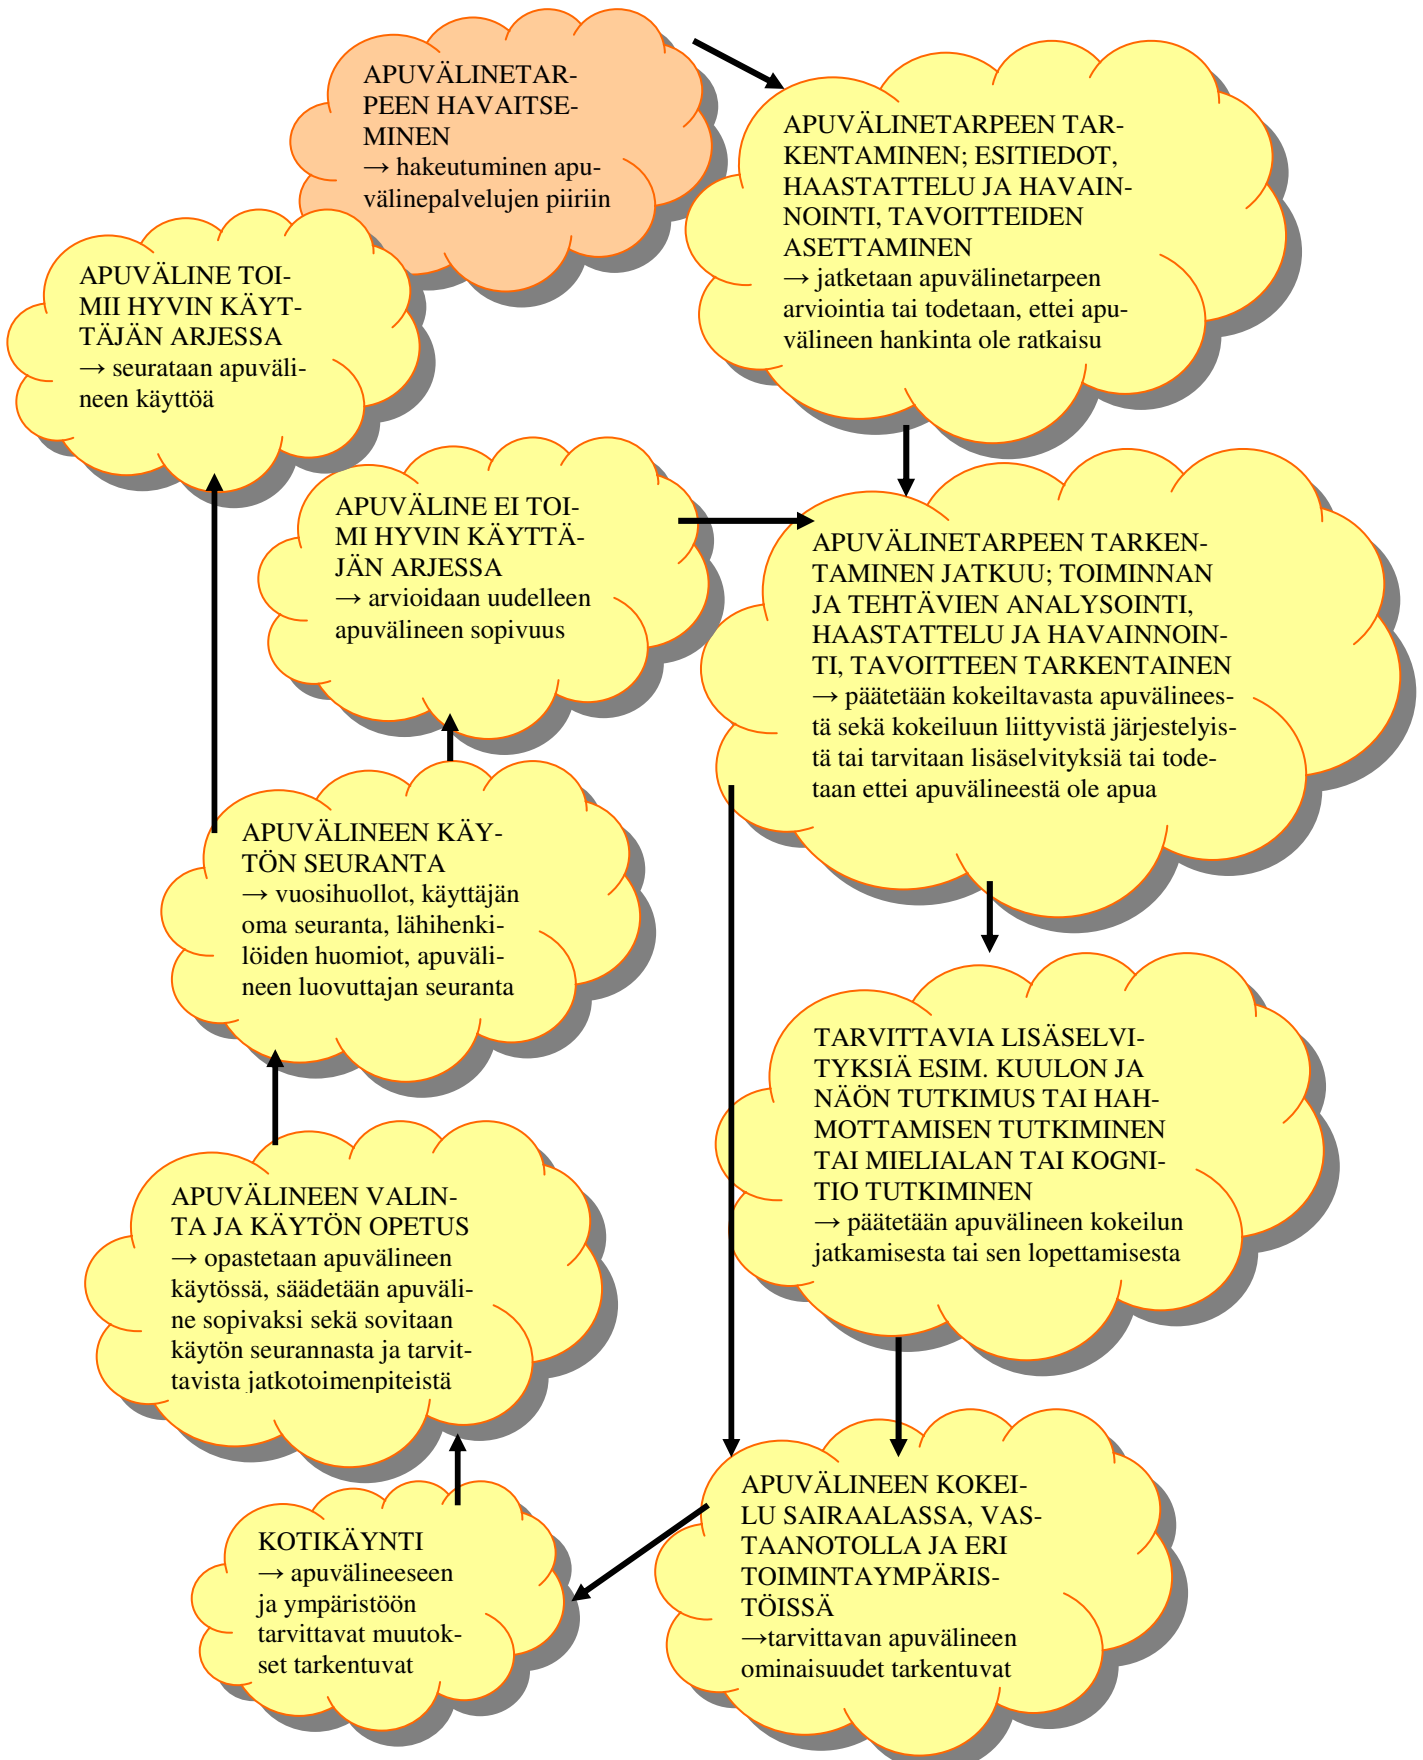 APUVÄLINETAR-
PEEN HAVAITSE-
MINEN
→ hakeutuminen apu-
välinepalvelujen piiriin
APUVÄLINETARPEEN TAR-
KENTAMINEN; ESITIEDOT,
HAASTATTELU JA HAVAIN-
NOINTI, TAVOITTEIDEN
ASETTAMINEN
→ jatketaan apuvälinetarpeen
arviointia tai todetaan, ettei apu-
välineen hankinta ole ratkaisu
APUVÄLINE TOI-
MII HYVIN KÄYT-
TÄJÄN ARJESSA
→ seurataan apuväli-
neen käyttöä
APUVÄLINE EI TOI-
MI HYVIN KÄYTTÄ-
JÄN ARJESSA
→ arvioidaan uudelleen
apuvälineen sopivuus
APUVÄLINETARPEEN TARKEN-
TAMINEN JATKUU; TOIMINNAN
JA TEHTÄVIEN ANALYSOINTI,
HAASTATTELU JA HAVAINNOIN-
TI, TAVOITTEEN TARKENTAINEN
→ päätetään kokeiltavasta apuvälinees-
tä sekä kokeiluun liittyvistä järjestelyis-
tä tai tarvitaan lisäselvityksiä tai tode-
taan ettei apuvälineestä ole apua
APUVÄLINEEN KÄY-
TÖN SEURANTA
→ vuosihuollot, käyttäjän
oma seuranta, lähihenki-
löiden huomiot, apuväli-
neen luovuttajan seuranta
TARVITTAVIA LISÄSELVI-
TYKSIÄ ESIM. KUULON JA
NÄÖN TUTKIMUS TAI HAH-
MOTTAMISEN TUTKIMINEN
TAI MIELIALAN TAI KOGNI-
TIO TUTKIMINEN
→ päätetään apuvälineen kokeilun
jatkamisesta tai sen lopettamisesta
APUVÄLINEEN VALIN-
TA JA KÄYTÖN OPETUS
→ opastetaan apuvälineen
käytössä, säädetään apuväli-
ne sopivaksi sekä sovitaan
käytön seurannasta ja tarvit-
tavista jatkotoimenpiteistä
APUVÄLINEEN KOKEI-
LU SAIRAALASSA, VAS-
TAANOTOLLA JA ERI
TOIMINTAYMPÄRIS-
TÖISSÄ
→tarvittavan apuvälineen
ominaisuudet tarkentuvat
KOTIKÄYNTI
→ apuvälineeseen
ja ympäristöön
tarvittavat muutok-
set tarkentuvat